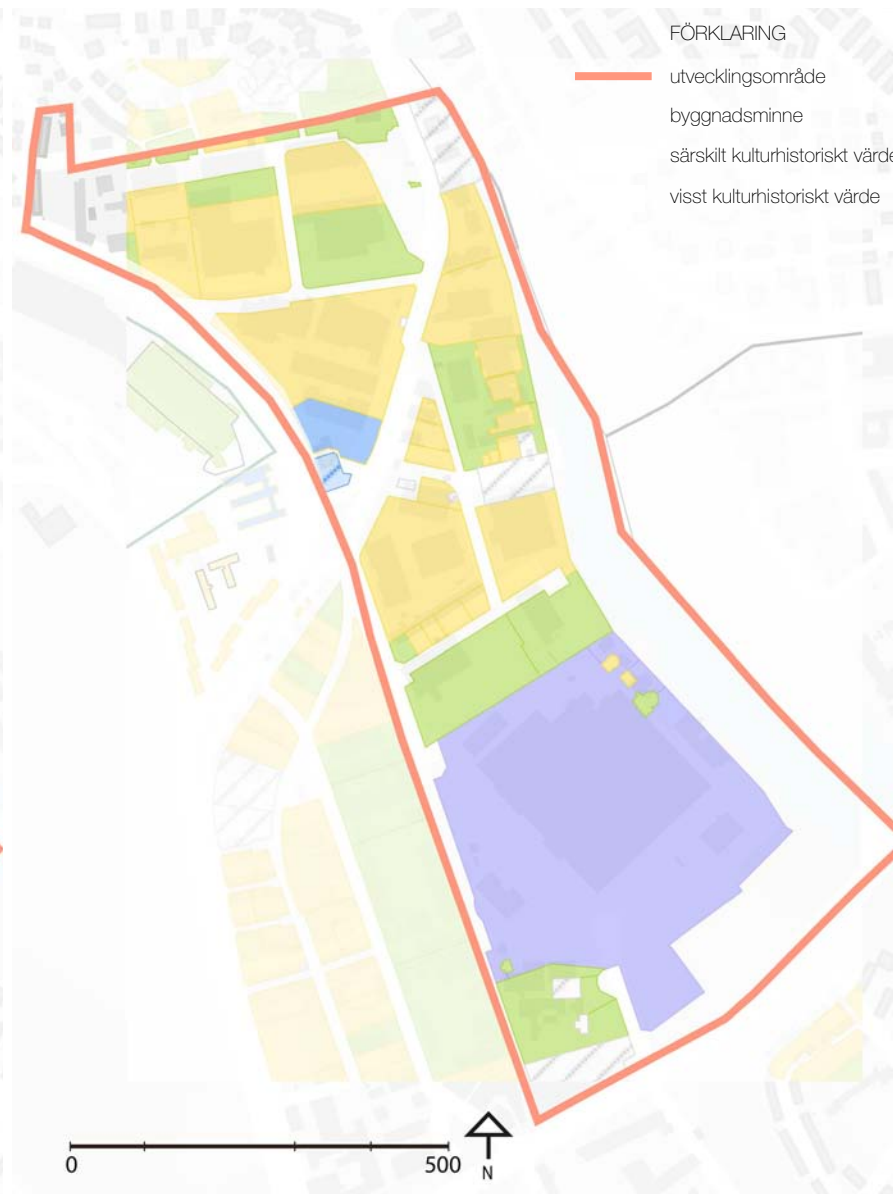 FÖRKLARING
utvecklingsområde
byggnadsminne
särskilt kulturhistoriskt värde
visst kulturhistoriskt värde
0
500
N